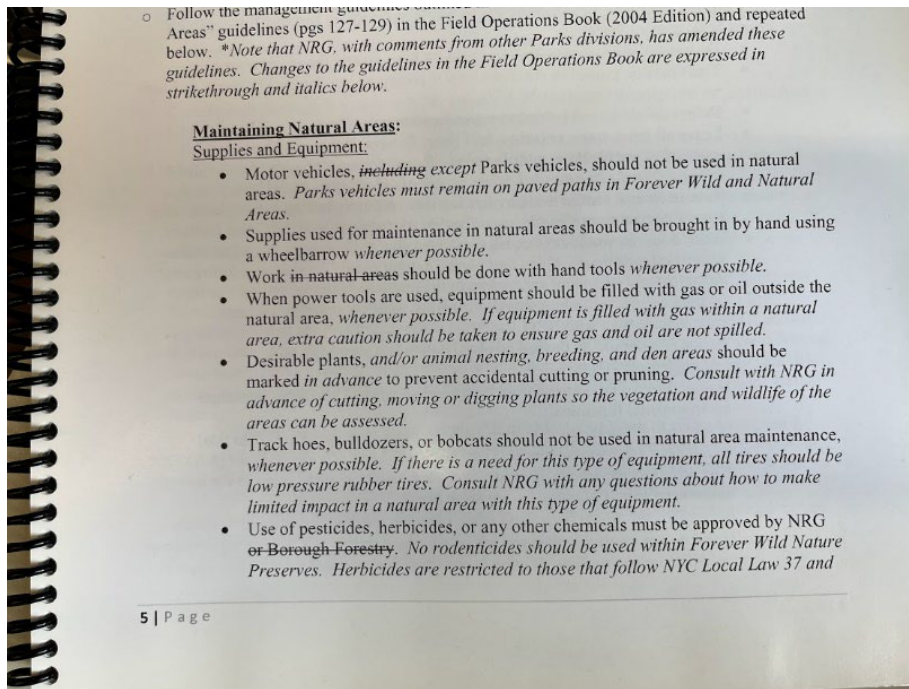 Follow the management guidelines
Areas" guidelines (pgs 127-129) in the Field Operations Book (2004 Edition) and repeated
below. *Note that NRG, with comments from other Parks divisions, has amended these
guidelines. Changes to the guidelines in the Field Operations Book are expressed in
strikethrough and italics below.
Maintaining Natural Areas:
Supplies and Equipment:
• Motor vehicles, including except Parks vehicles, should not be used in natural
areas. Parks vehicles must remain on paved paths in Forever Wild and Natural
Areas.
• Supplies used for maintenance in natural areas should be brought in by hand using
a wheelbarrow whenever possible.
• Work in natural areas should be done with hand tools whenever possible.
• When power tools are used, equipment should be filled with gas or oil outside the
natural area, whenever possible. If equipment is filled with gas within a natural
area, extra caution should be taken to ensure gas and oil are not spilled.
• Desirable plants, and/or animal nesting, breeding, and den areas should be
marked in advance to prevent accidental cutting or pruning. Consult with NRG in
advance of cutting, moving or digging plants so the vegetation and wildlife of the
areas can be assessed.
• Track hoes, bulldozers, or bobcats should not be used in natural area maintenance,
whenever possible. If there is a need for this type of equipment, all tires should be
low pressure rubber tires. Consult NRG with any questions about how to make
limited impact in a natural area with this type of equipment.
• Use of pesticides, herbicides, or any other chemicals must be approved by NRG
or Borough Forestry. No rodenticides should be used within Forever Wild Nature
Preserves. Herbicides are restricted to those that follow NYC Local Law 37 and
5 | Page